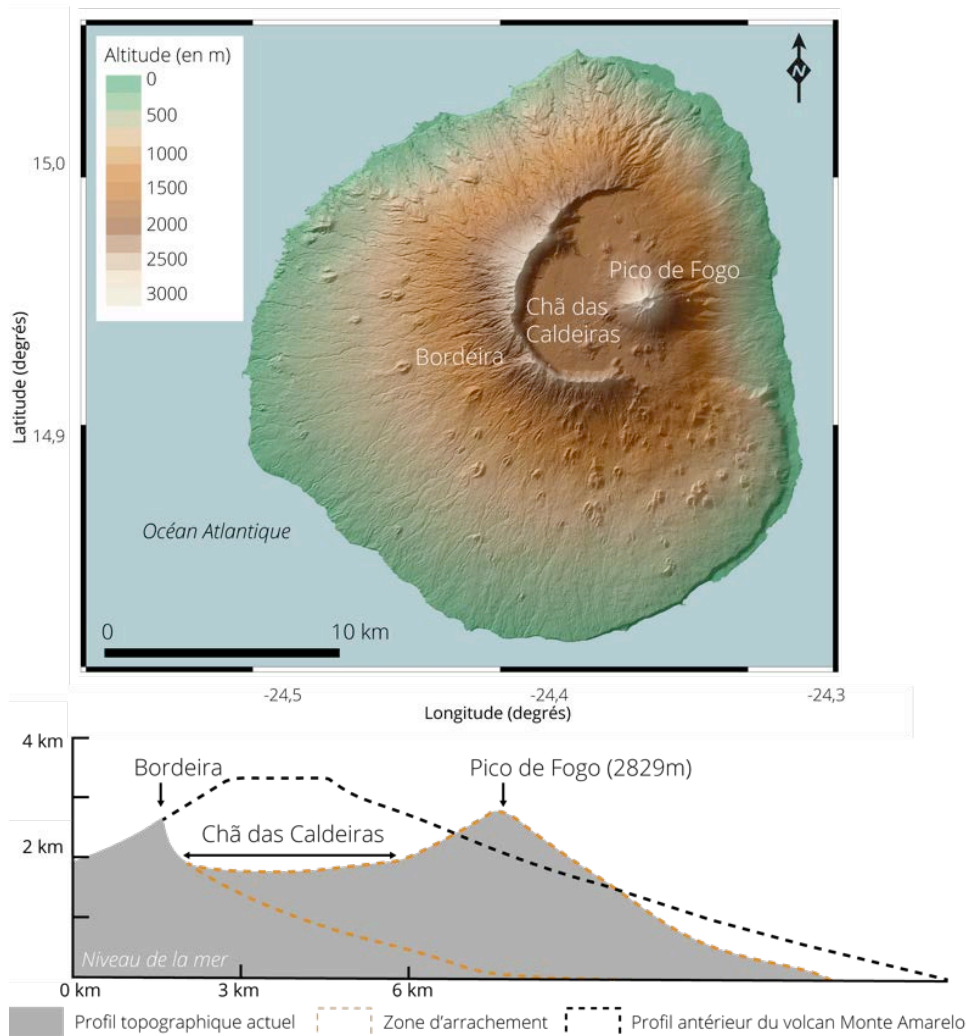 Altitude (en m)
0
500
1000
1500
2000
2500
3000
N
15,0
14,9
Latitude (degrés)
Pico de Fogo
Chã das
Caldeiras
Bordeira
Océan Atlantique
0
10 km
-24,5
-24,4
-24,3
Longitude (degrés)
4 km
2 km
Bordeira
Pico de Fogo (2829m)
Chã das Caldeiras
Niveau de la mer
0 km
3 km
6 km
Profil topographique actuel
Zone d'arrachement
Profil antérieur du volcan Monte Amarelo